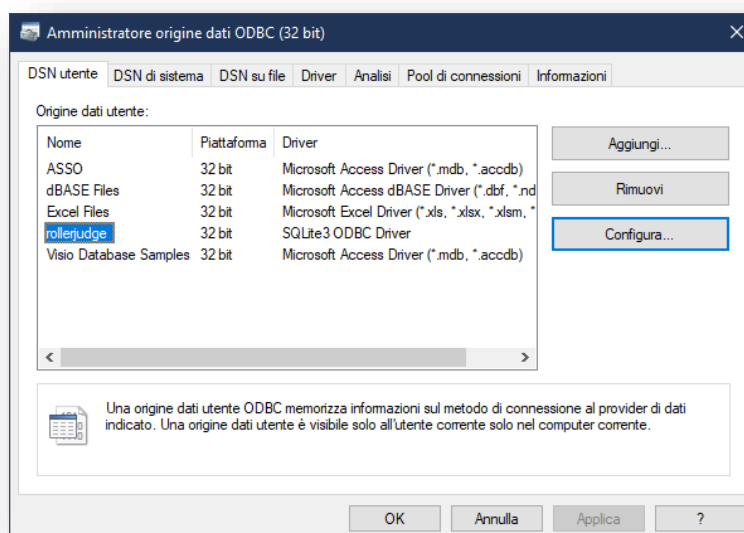 Amministratore origine dati ODBC (32 bit)
DSN utente DSN di sistema DSN su file Driver Analisi Pool di connessioni Informazioni
Origine dati utente:
Nome Piattaforma Driver
ASSO 32 bit Microsoft Access Driver (*.mdb, *.accdb)
dBASE Files 32 bit Microsoft Access dBASE Driver (*.dbf, *.nd
Excel Files 32 bit Microsoft Excel Driver (*.xls, *.xlsx, *.xlsm, *
rollerjudge 32 bit SQLite3 ODBC Driver
Visio Database Samples 32 bit Microsoft Access Driver (*.mdb, *.accdb)
Aggiungi...
Rimuovi
Configura...
Una origine dati utente ODBC memorizza informazioni sul metodo di connessione al provider di dati
indicato. Una origine dati utente è visibile solo all'utente corrente solo nel computer corrente.
OK Annulla Applica ?